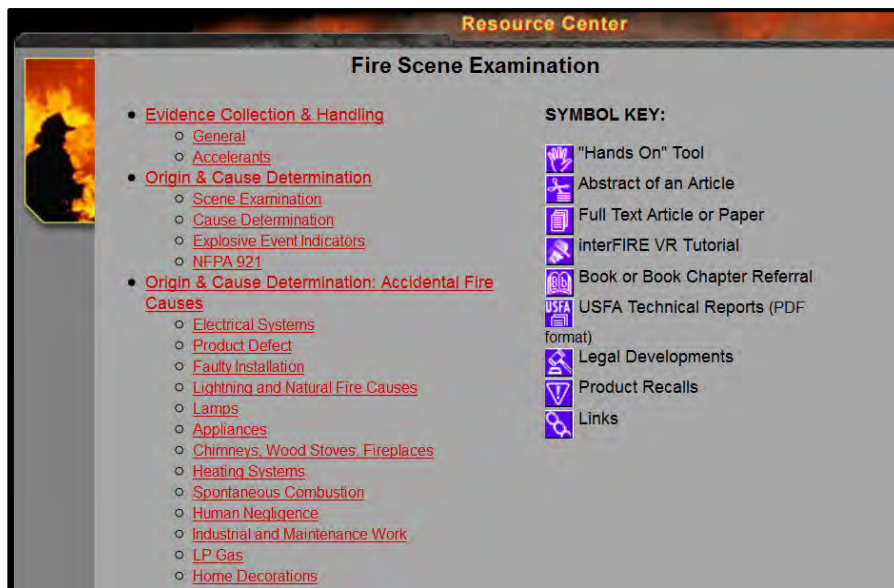 Resource Center
Fire Scene Examination
Evidence Collection & Handling
General
Accelerants
Origin & Cause Determination
Scene Examination
Cause Determination
Explosive Event Indicators
NFPA 921
Origin & Cause Determination: Accidental Fire
Causes
Electrical Systems
Product Defect
Faulty Installation
Lightning and Natural Fire Causes
Lamps
Appliances
Chimneys, Wood Stoves, Fireplaces
Heating Systems
Spontaneous Combustion
Human Negligence
Industrial and Maintenance Work
LP Gas
Home Decorations
SYMBOL KEY:
"Hands On" Tool
Abstract of an Article
Full Text Article or Paper
interFIRE VR Tutorial
Book or Book Chapter Referral
USFA USFA Technical Reports (PDF
format)
Legal Developments
Product Recalls
Links